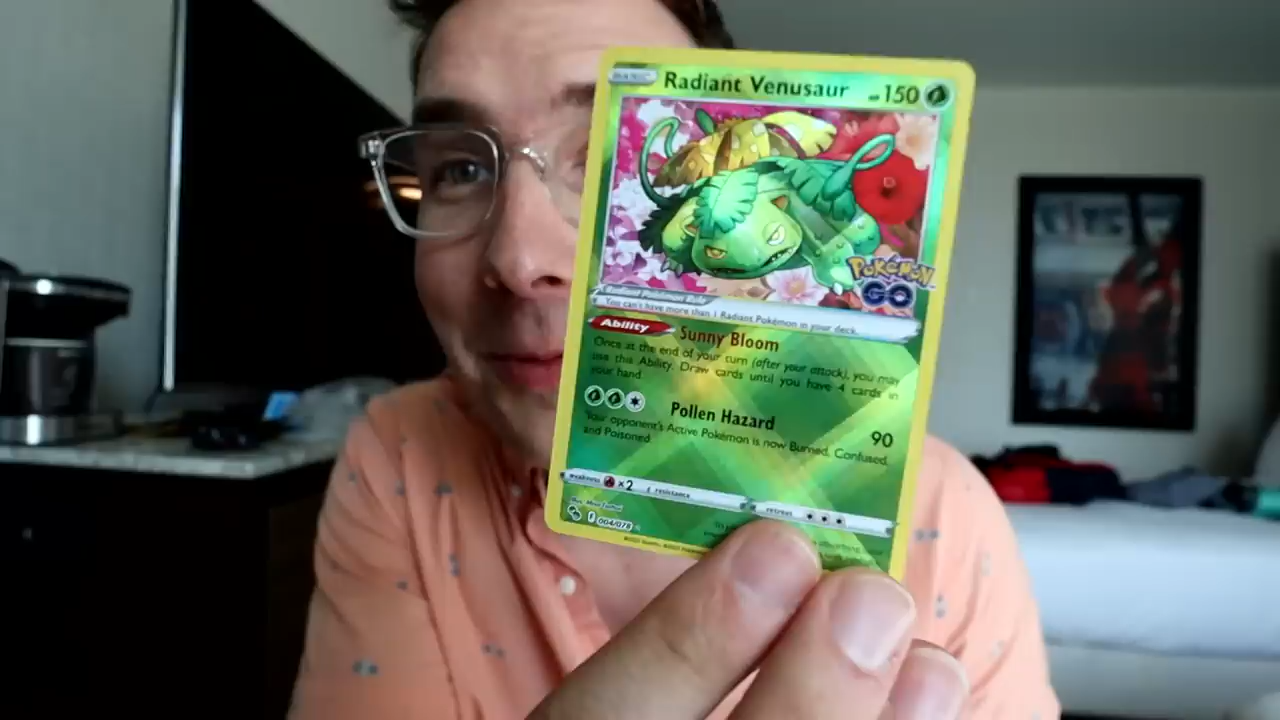 BASIC
Radiant Venusaur HP 150
POKÉMON
GO
Radiant Pokémon Rule
You can't have more than 1 Radiant Pokémon in your deck.
Ability Sunny Bloom
Once at the end of your turn (after your attack), you may
use this Ability. Draw cards until you have 4 cards in
your hand.
Pollen Hazard 90
Your opponent's Active Pokémon is now Burned, Confused,
and Poisoned.
weakness ×2 resistance retreat
F 004/078